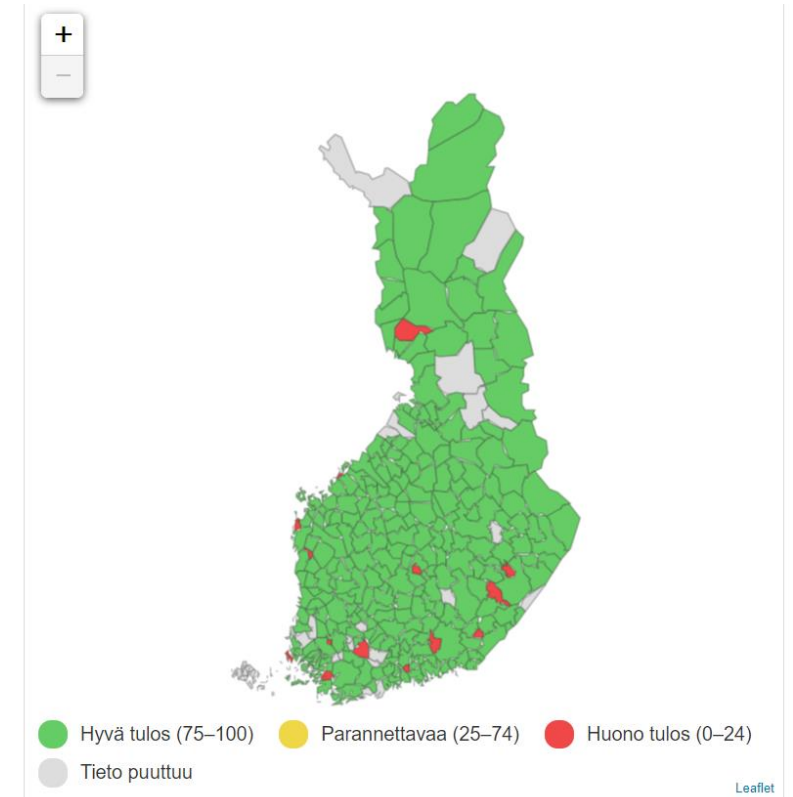 +
−
Hyvä tulos (75–100) Parannettavaa (25–74) Huono tulos (0–24)
Tieto puuttuu
Leaflet